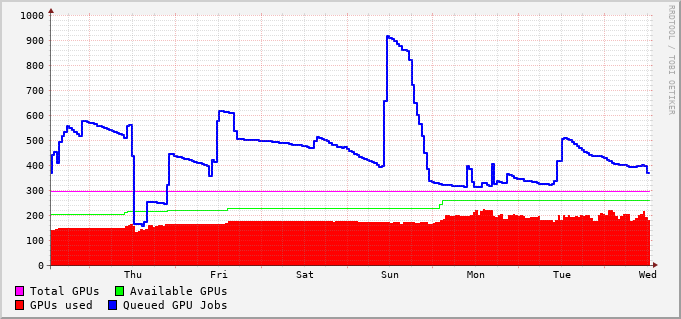 1000
900
800
700
600
500
400
300
200
100
0
Thu Fri Sat Sun Mon Tue Wed
Total GPUs Available GPUs
GPUs used Queued GPU Jobs
RRDTOOL / TOBI OETIKER